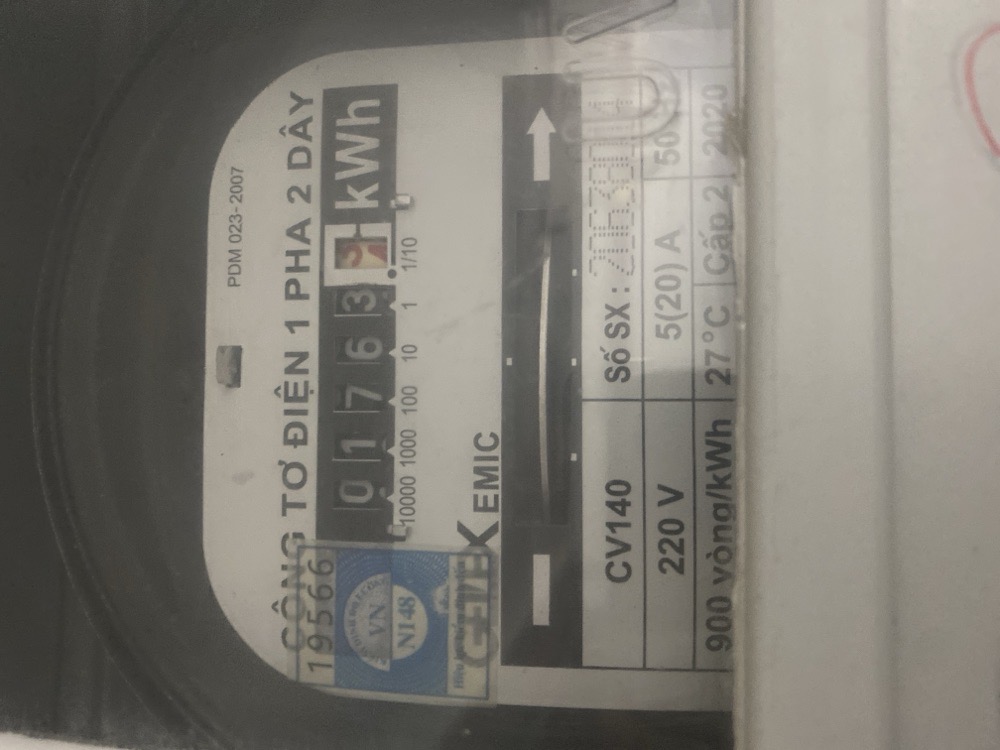 PDM 023-2007
CÔNG TƠ ĐIỆN 1 PHA 2 DÂY
19566
0 1 7 6 3 kWh
10000 1000 100 10 1 1/10
VN
N148
EMIC
CV140 Số SX :
220 V 5(20) A
900 vòng/kWh 27 °C Cấp 2 2020